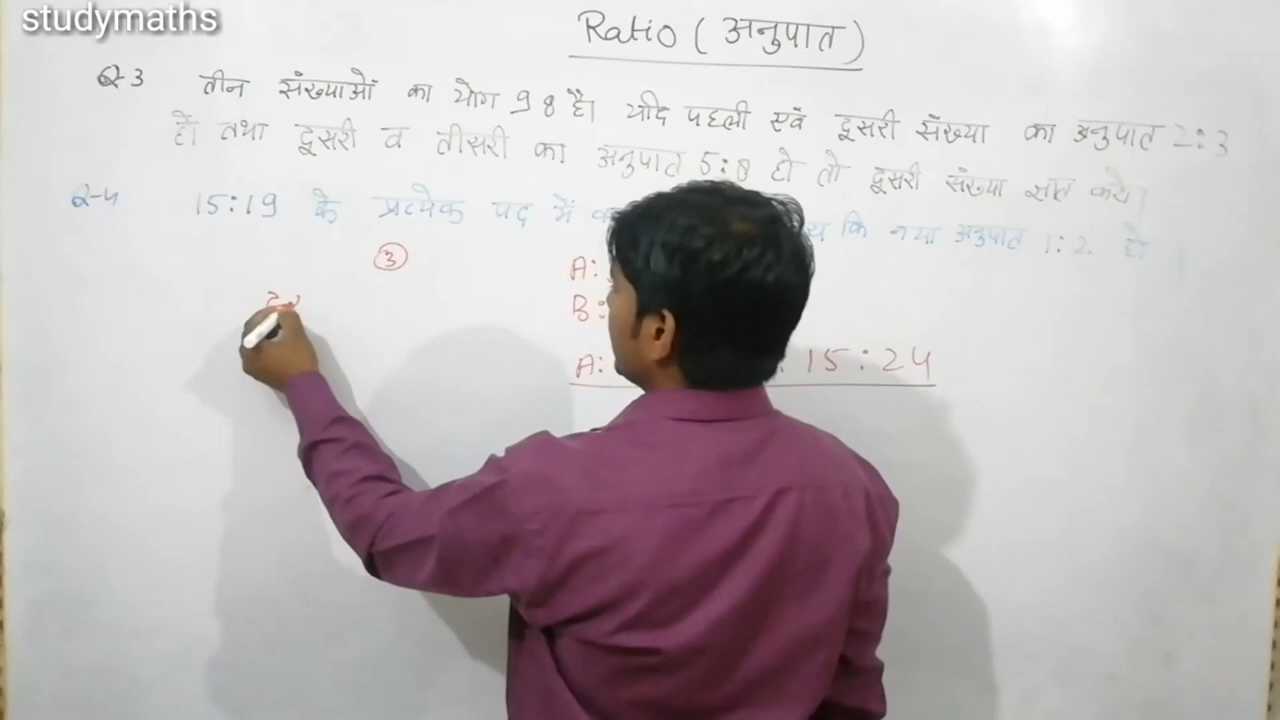 studymaths
Ratio ( अनुपात )
Q-3 तीन संख्याओं का योग 98 है। यदि पहली एवं दूसरी संख्या का अनुपात 2:3
हो तथा दूसरी व तीसरी का अनुपात 5:8 हो तो दूसरी संख्या ज्ञात करो।
Q-4 15:19 के प्रत्येक पद में कि नया अनुपात 1:2. हो
3
A:
B:
A: 15:24